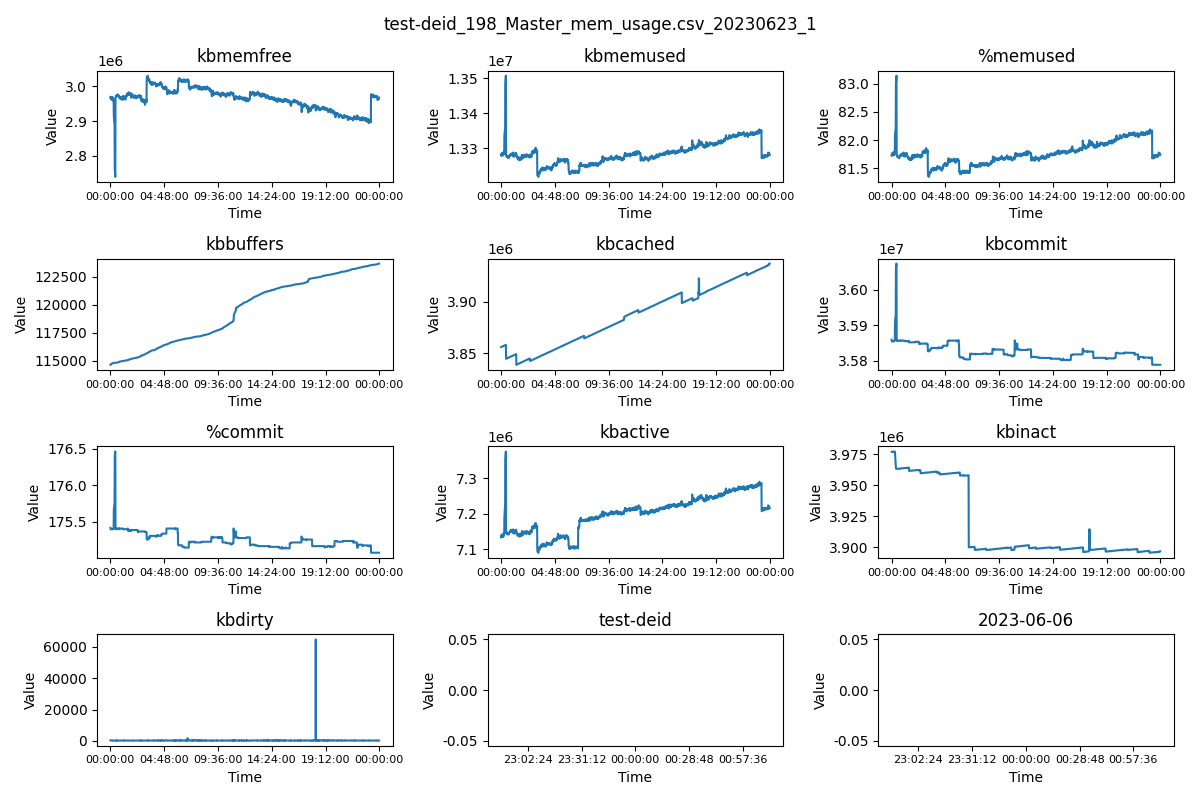 test-deid_198_Master_mem_usage.csv_20230623_1
kbmemfree
1e6
3.0
2.9
2.8
Value
00:00:00 04:48:00 09:36:00 14:24:00 19:12:00 00:00:00
Time
kbmemused
1e7
1.35
1.34
1.33
Value
00:00:00 04:48:00 09:36:00 14:24:00 19:12:00 00:00:00
Time
%memused
83.0
82.5
82.0
81.5
Value
00:00:00 04:48:00 09:36:00 14:24:00 19:12:00 00:00:00
Time
kbbuffers
122500
120000
117500
115000
Value
00:00:00 04:48:00 09:36:00 14:24:00 19:12:00 00:00:00
Time
kbcached
1e6
3.90
3.85
Value
00:00:00 04:48:00 09:36:00 14:24:00 19:12:00 00:00:00
Time
kbcommit
1e7
3.60
3.59
3.58
Value
00:00:00 04:48:00 09:36:00 14:24:00 19:12:00 00:00:00
Time
%commit
176.5
176.0
175.5
Value
00:00:00 04:48:00 09:36:00 14:24:00 19:12:00 00:00:00
Time
kbactive
1e6
7.3
7.2
7.1
Value
00:00:00 04:48:00 09:36:00 14:24:00 19:12:00 00:00:00
Time
kbinact
1e6
3.975
3.950
3.925
3.900
Value
00:00:00 04:48:00 09:36:00 14:24:00 19:12:00 00:00:00
Time
kbdirty
60000
40000
20000
0
Value
00:00:00 04:48:00 09:36:00 14:24:00 19:12:00 00:00:00
Time
test-deid
0.05
0.00
-0.05
Value
23:02:24 23:31:12 00:00:00 00:28:48 00:57:36
Time
2023-06-06
0.05
0.00
-0.05
Value
23:02:24 23:31:12 00:00:00 00:28:48 00:57:36
Time